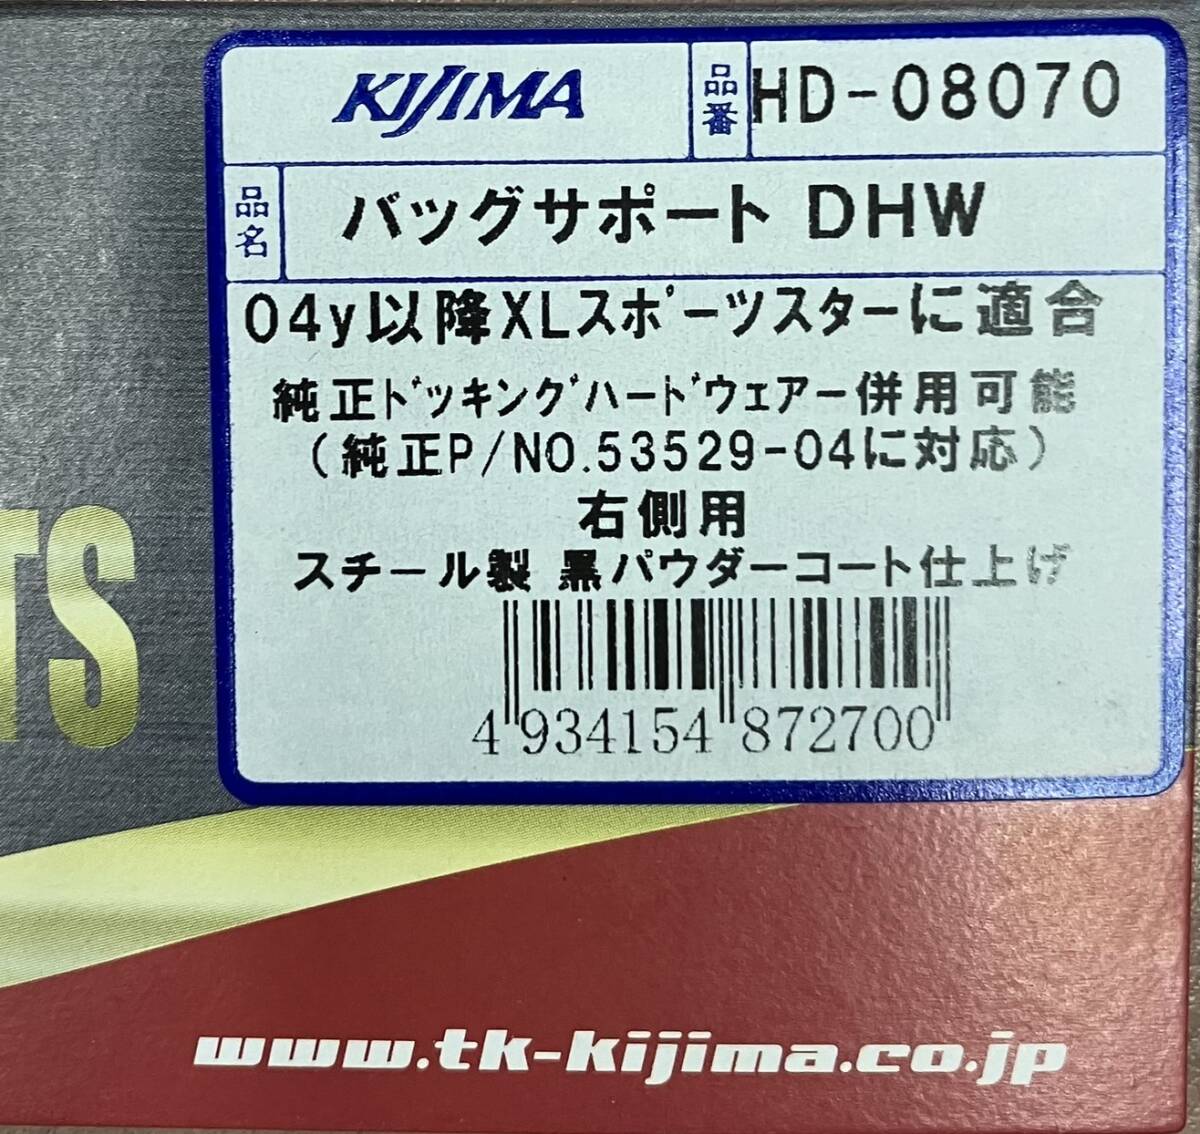 KIJIMA 品番 HD-08070
品名 バッグサポート DHW
04y以降XLスポーツスターに適合
純正ドッキングハードウェアー併用可能
(純正P/NO.53529-04に対応)
右側用
スチール製 黒パウダーコート仕上げ
4 934154 872700
TS
www.tk-kijima.co.jp